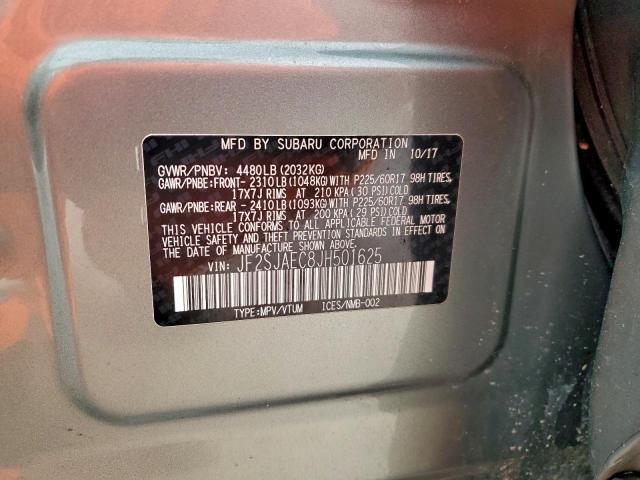 MFD BY SUBARU CORPORATION
MADE IN 10/17
GVWR/PNBV: 4480LB (2032KG)
GAWR/PNBE:FRONT-2310LB (1048KG) WITH P225/60R17 98H TIRES,
17X7J RIMS AT 210 KPA (30 PSI) COLD
GAWR/PNBE:REAR -2410LB (1093KG) WITH P225/60R17 98H TIRES,
17X7J RIMS AT 200 KPA (29 PSI) COLD
THIS VEHICLE CONFORMS TO ALL APPLICABLE FEDERAL MOTOR
VEHICLE SAFETY AND THEFT PREVENTION STANDARDS IN EFFECT ON
THE DATE OF MANUFACTURE SHOWN ABOVE.
VIN: JF2SJAEC8JH501625
TYPE:MPV/VTUM ICES/NMB-002